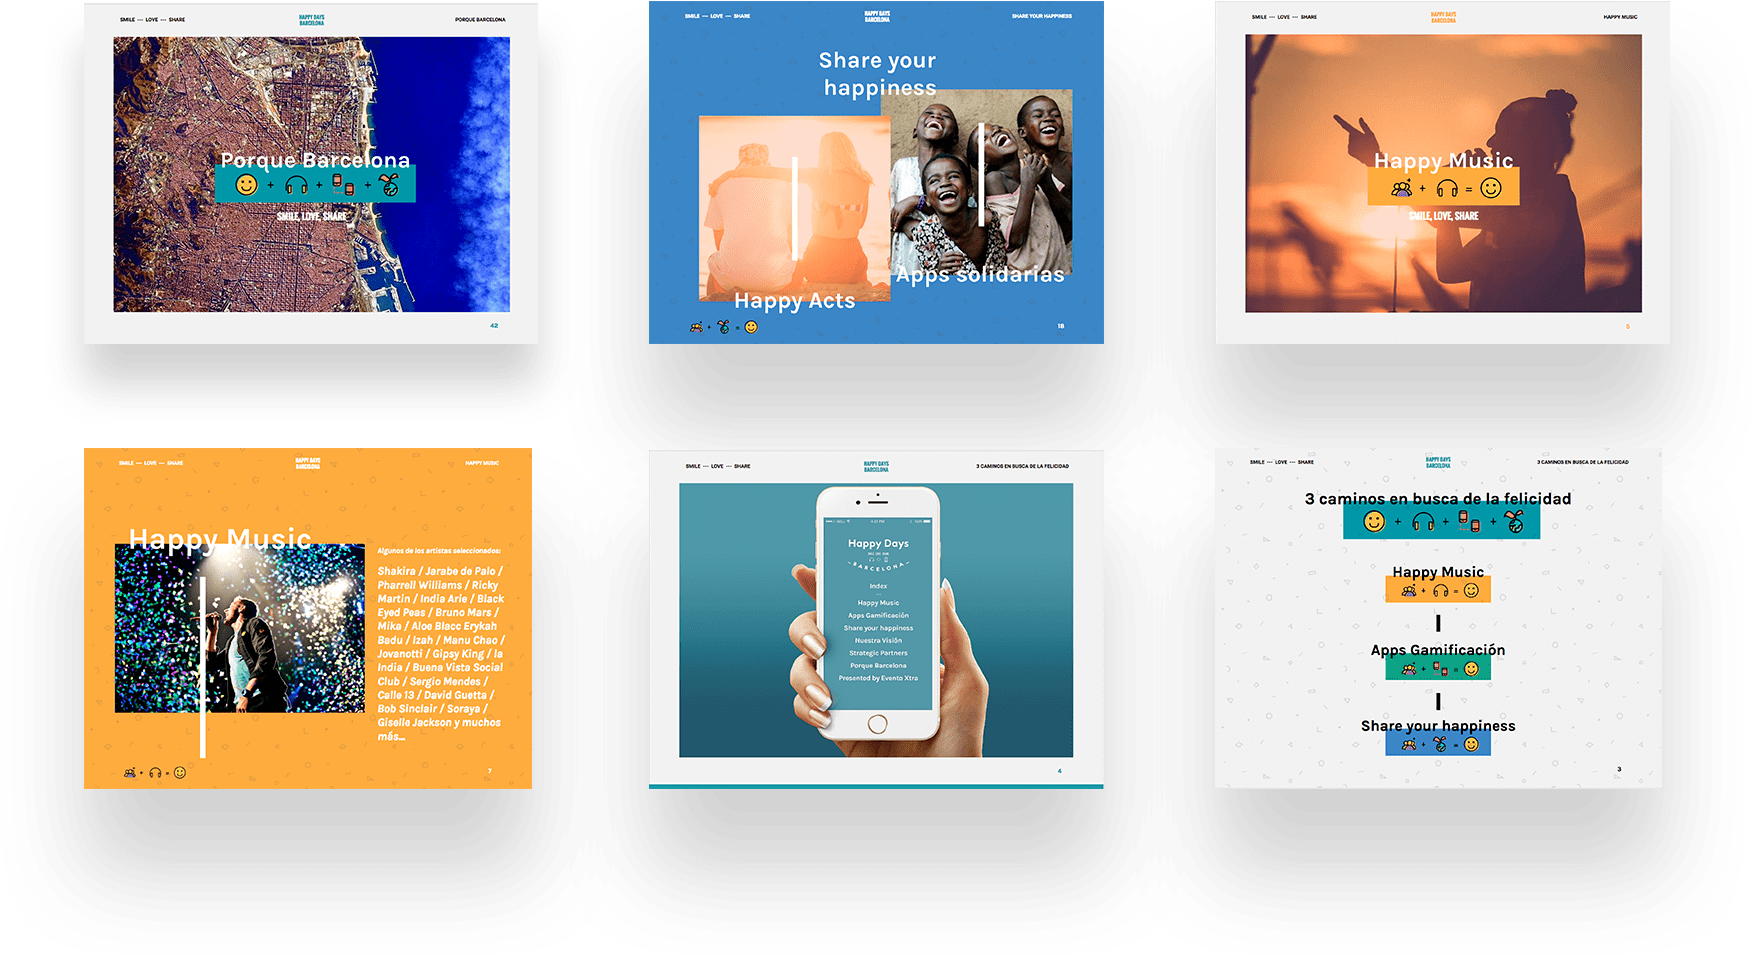 SMILE --- LOVE --- SHARE
HAPPY DAYS
BARCELONA
PORQUE BARCELONA
Porque Barcelona
+ + +
SMILE, LOVE, SHARE
42
SMILE --- LOVE --- SHARE
HAPPY DAYS
BARCELONA
SHARE YOUR HAPPINESS
Share your
happiness
Apps solidarias
Happy Acts
+ =
18
SMILE --- LOVE --- SHARE
HAPPY DAYS
BARCELONA
HAPPY MUSIC
Happy Music
+ =
SMILE, LOVE, SHARE
5
SMILE --- LOVE --- SHARE
HAPPY DAYS
BARCELONA
HAPPY MUSIC
Happy Music
Algunos de los artistas seleccionados:
Shakira / Jarabe de Palo /
Pharrell Williams / Ricky
Martin / India Arie / Black
Eyed Peas / Bruno Mars /
Mika / Aloe Blacc Erykah
Badu / Izah / Manu Chao /
Jovanotti / Gipsy King / la
India / Buena Vista Social
Club / Sergio Mendes /
Calle 13 / David Guetta /
Bob Sinclair / Soraya /
Giselle Jackson y muchos
més...
+ =
7
SMILE --- LOVE --- SHARE
HAPPY DAYS
BARCELONA
3 CAMINOS EN BUSCA DE LA FELICIDAD
4:21 PM
Happy Days
BARCELONA
Index
Happy Music
Apps Gamificación
Share your happiness
Nuestra Visión
Strategic Partners
Porque Barcelona
Presented by Evento Xtra
4
SMILE --- LOVE --- SHARE
HAPPY DAYS
BARCELONA
3 CAMINOS EN BUSCA DE LA FELICIDAD
3 caminos en busca de la felicidad
+ + +
Happy Music
+ =
Apps Gamificación
+ =
Share your happiness
+ =
3